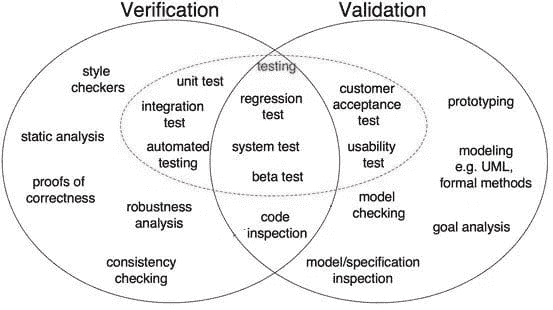 Verification
Validation
testing
style
checkers
unit test
integration
test
automated
testing
static analysis
proofs of
correctness
robustness
analysis
consistency
checking
regression
test
system test
beta test
code
inspection
customer
acceptance
test
usability
test
model
checking
model/specification
inspection
prototyping
modeling
e.g. UML,
formal methods
goal analysis